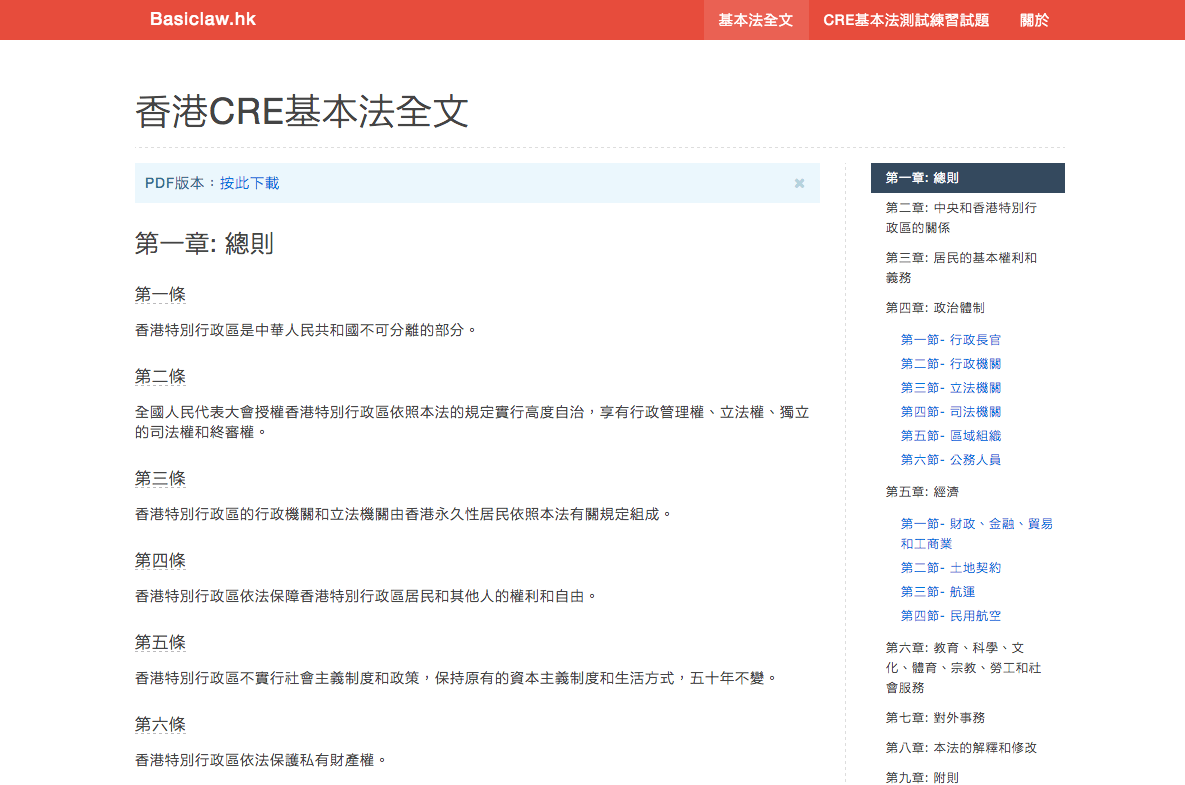 Basiclaw.hk
基本法全文
CRE基本法測試練習試題
關於
香港CRE基本法全文
PDF版本：按此下載
×
第一章: 總則
第一條
香港特別行政區是中華人民共和國不可分離的部分。
第二條
全國人民代表大會授權香港特別行政區依照本法的規定實行高度自治，享有行政管理權、立法權、獨立
的司法權和終審權。
第三條
香港特別行政區的行政機關和立法機關由香港永久性居民依照本法有關規定組成。
第四條
香港特別行政區依法保障香港特別行政區居民和其他人的權利和自由。
第五條
香港特別行政區不實行社會主義制度和政策，保持原有的資本主義制度和生活方式，五十年不變。
第六條
香港特別行政區依法保護私有財產權。
第一章: 總則
第二章: 中央和香港特別行
政區的關係
第三章: 居民的基本權利和
義務
第四章: 政治體制
第一節- 行政長官
第二節- 行政機關
第三節- 立法機關
第四節- 司法機關
第五節- 區域組織
第六節- 公務人員
第五章: 經濟
第一節- 財政、金融、貿易
和工商業
第二節- 土地契約
第三節- 航運
第四節- 民用航空
第六章: 教育、科學、文
化、體育、宗教、勞工和社
會服務
第七章: 對外事務
第八章: 本法的解釋和修改
第九章: 附則